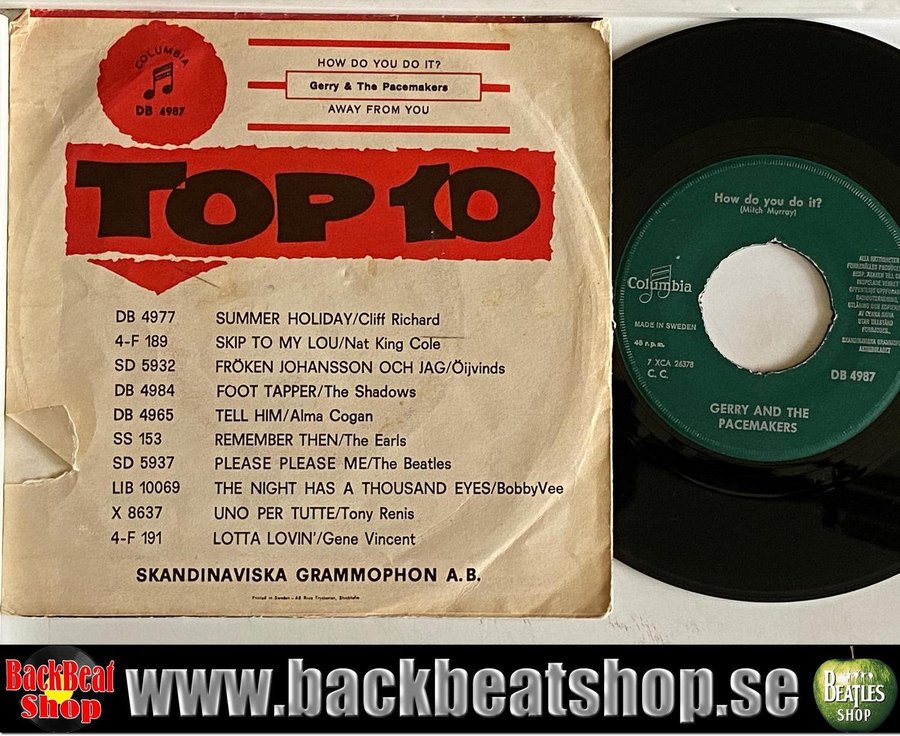 COLUMBIA
DB 4987
HOW DO YOU DO IT?
Gerry & The Pacemakers
AWAY FROM YOU
TOP 10
DB 4977 SUMMER HOLIDAY/Cliff Richard
4-F 189 SKIP TO MY LOU/Nat King Cole
SD 5932 FRÖKEN JOHANSSON OCH JAG/Öijvinds
DB 4984 FOOT TAPPER/The Shadows
DB 4965 TELL HIM/Alma Cogan
SS 153 REMEMBER THEN/The Earls
SD 5937 PLEASE PLEASE ME/The Beatles
LIB 10069 THE NIGHT HAS A THOUSAND EYES/BobbyVee
X 8637 UNO PER TUTTE/Tony Renis
4-F 191 LOTTA LOVIN'/Gene Vincent
SKANDINAVISKA GRAMMOPHON A.B.
Printed in Sweden
How do you do it?
(Mitch Murray)
Columbia
MADE IN SWEDEN
7 XCA 26378
C. C.
DB 4987
GERRY AND THE
PACEMAKERS
BackBeat
Shop
www.backbeatshop.se
BEATLES
SHOP